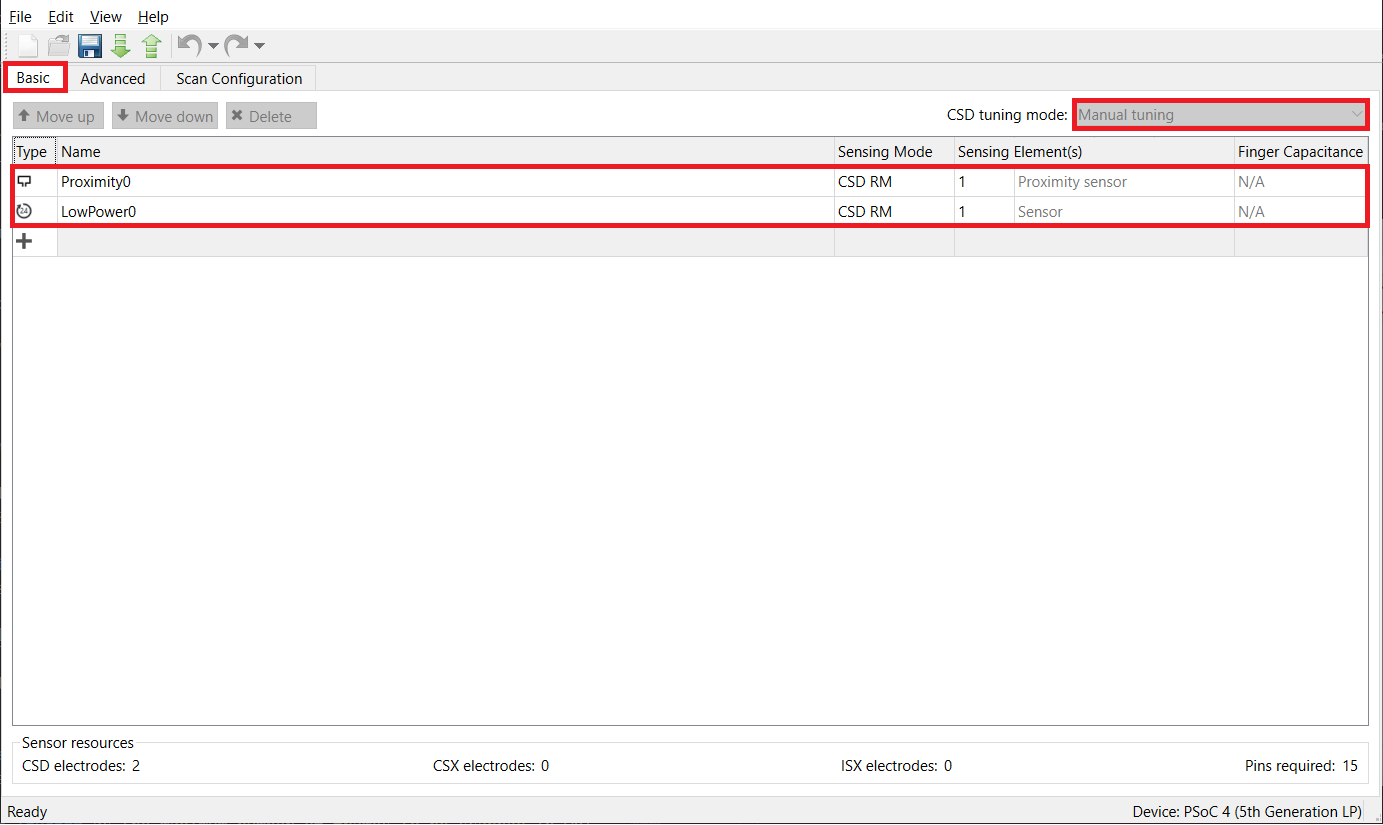 File Edit View Help
Basic Advanced Scan Configuration
Move up Move down Delete CSD tuning mode: Manual tuning
Type Name Sensing Mode Sensing Element(s) Finger Capacitance
Proximity0 CSD RM 1 Proximity sensor N/A
24 LowPower0 CSD RM 1 Sensor N/A
Sensor resources
CSD electrodes: 2 CSX electrodes: 0 ISX electrodes: 0 Pins required: 15
Ready Device: PSoC 4 (5th Generation LP)